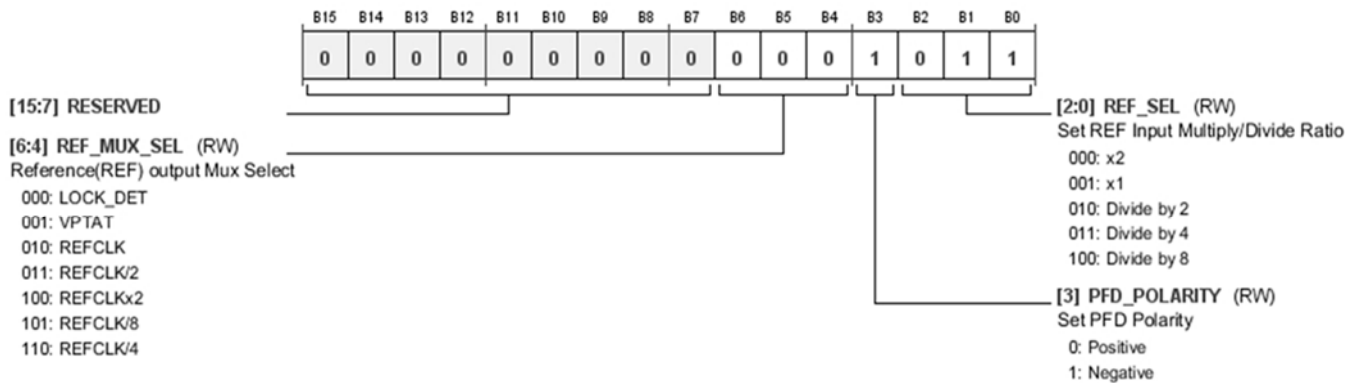 B15 B14 B13 B12 B11 B10 B9 B8 B7 B6 B5 B4 B3 B2 B1 B0
0 0 0 0 0 0 0 0 0 0 0 0 1 0 1 1
[15:7] RESERVED
[6:4] REF_MUX_SEL (RW)
Reference(REF) output Mux Select
000: LOCK_DET
001: VPTAT
010: REFCLK
011: REFCLK/2
100: REFCLKx2
101: REFCLK/8
110: REFCLK/4
[2:0] REF_SEL (RW)
Set REF Input Multiply/Divide Ratio
000: x2
001: x1
010: Divide by 2
011: Divide by 4
100: Divide by 8
[3] PFD_POLARITY (RW)
Set PFD Polarity
0: Positive
1: Negative